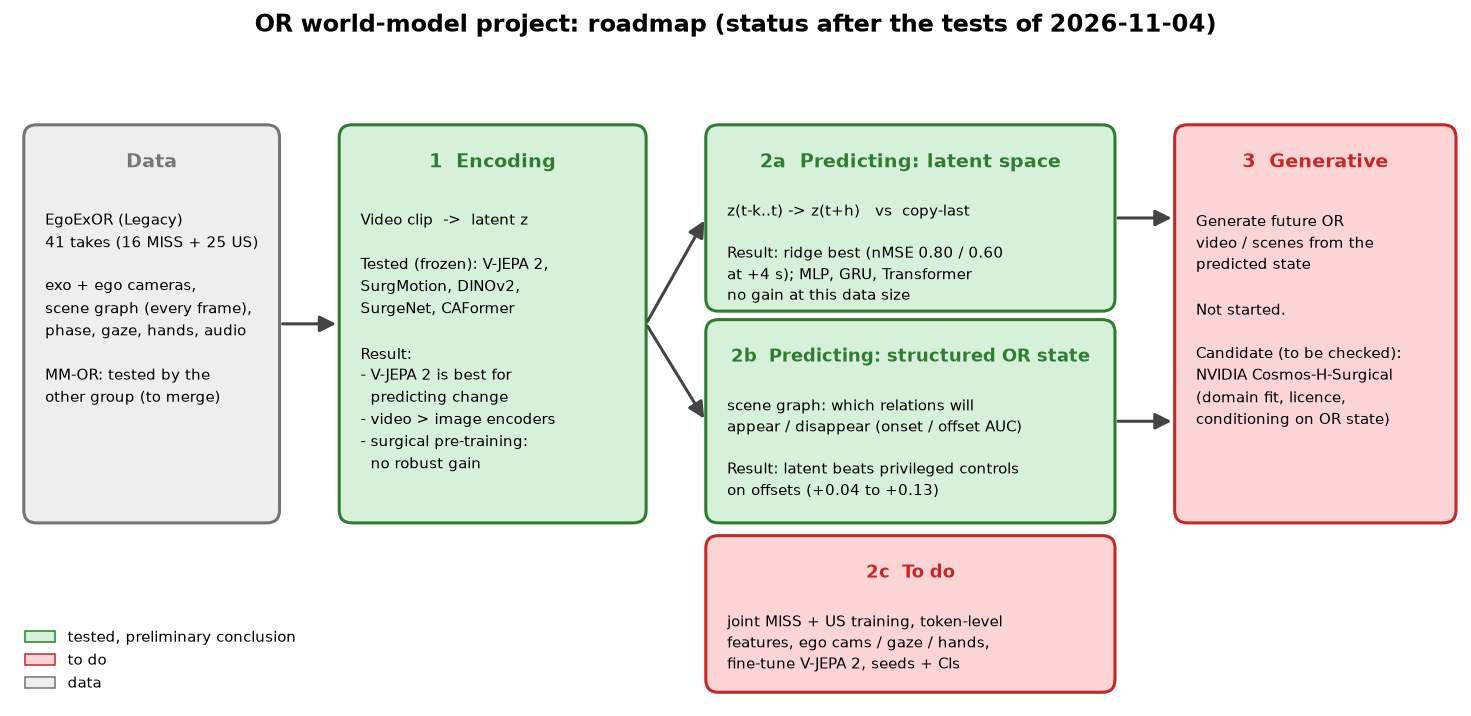 OR world-model project: roadmap (status after the tests of 2026-11-04)
Data
EgoExOR (Legacy)
41 takes (16 MISS + 25 US)
exo + ego cameras,
scene graph (every frame),
phase, gaze, hands, audio
MM-OR: tested by the
other group (to merge)
1  Encoding
Video clip  ->  latent z
Tested (frozen): V-JEPA 2,
SurgMotion, DINOv2,
SurgeNet, CAFormer
Result:
- V-JEPA 2 is best for
predicting change
- video > image encoders
- surgical pre-training:
no robust gain
2a  Predicting: latent space
z(t-k..t) -> z(t+h)   vs  copy-last
Result: ridge best (nMSE 0.80 / 0.60
at +4 s); MLP, GRU, Transformer
no gain at this data size
2b  Predicting: structured OR state
scene graph: which relations will
appear / disappear (onset / offset AUC)
Result: latent beats privileged controls
on offsets (+0.04 to +0.13)
2c  To do
joint MISS + US training, token-level
features, ego cams / gaze / hands,
fine-tune V-JEPA 2, seeds + CIs
3  Generative
Generate future OR
video / scenes from the
predicted state
Not started.
Candidate (to be checked):
NVIDIA Cosmos-H-Surgical
(domain fit, licence,
conditioning on OR state)
tested, preliminary conclusion
to do
data